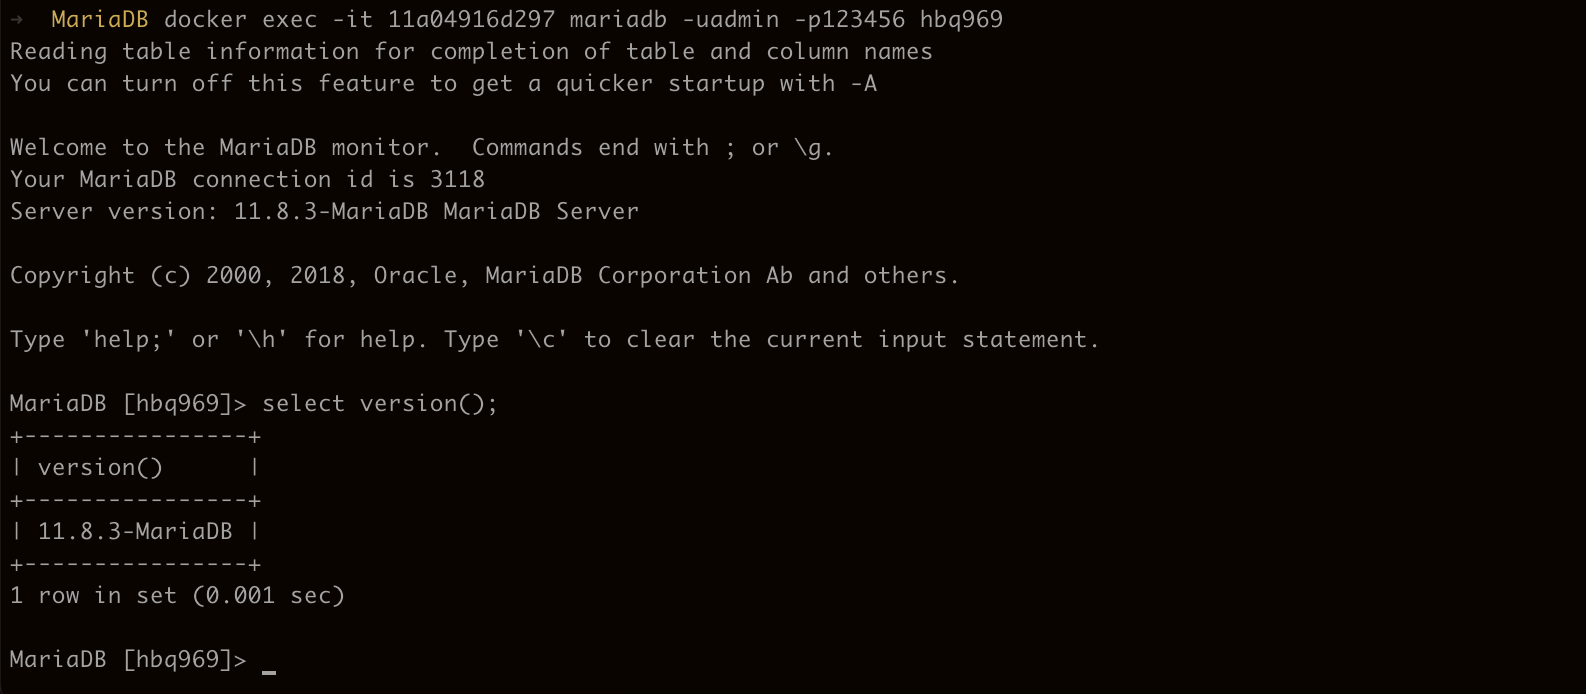 →  MariaDB docker exec -it 11a04916d297 mariadb -uadmin -p123456 hbq969
Reading table information for completion of table and column names
You can turn off this feature to get a quicker startup with -A
Welcome to the MariaDB monitor.  Commands end with ; or \g.
Your MariaDB connection id is 3118
Server version: 11.8.3-MariaDB MariaDB Server
Copyright (c) 2000, 2018, Oracle, MariaDB Corporation Ab and others.
Type 'help;' or '\h' for help. Type '\c' to clear the current input statement.
MariaDB [hbq969]> select version();
+----------------+
| version()      |
+----------------+
| 11.8.3-MariaDB |
+----------------+
1 row in set (0.001 sec)
MariaDB [hbq969]> _